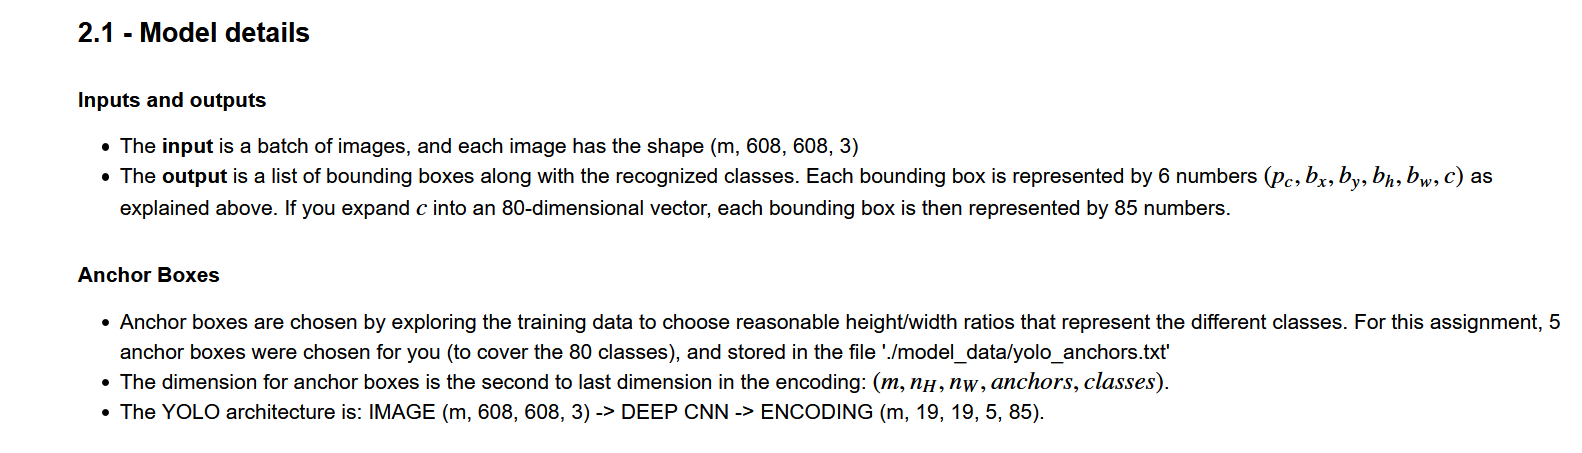 2.1 - Model details
Inputs and outputs
• The input is a batch of images, and each image has the shape (m, 608, 608, 3)
• The output is a list of bounding boxes along with the recognized classes. Each bounding box is represented by 6 numbers (p_c, b_x, b_y, b_h, b_w, c) as
explained above. If you expand c into an 80-dimensional vector, each bounding box is then represented by 85 numbers.
Anchor Boxes
• Anchor boxes are chosen by exploring the training data to choose reasonable height/width ratios that represent the different classes. For this assignment, 5
anchor boxes were chosen for you (to cover the 80 classes), and stored in the file './model_data/yolo_anchors.txt'
• The dimension for anchor boxes is the second to last dimension in the encoding: (m, n_H, n_W, anchors, classes).
• The YOLO architecture is: IMAGE (m, 608, 608, 3) -> DEEP CNN -> ENCODING (m, 19, 19, 5, 85).